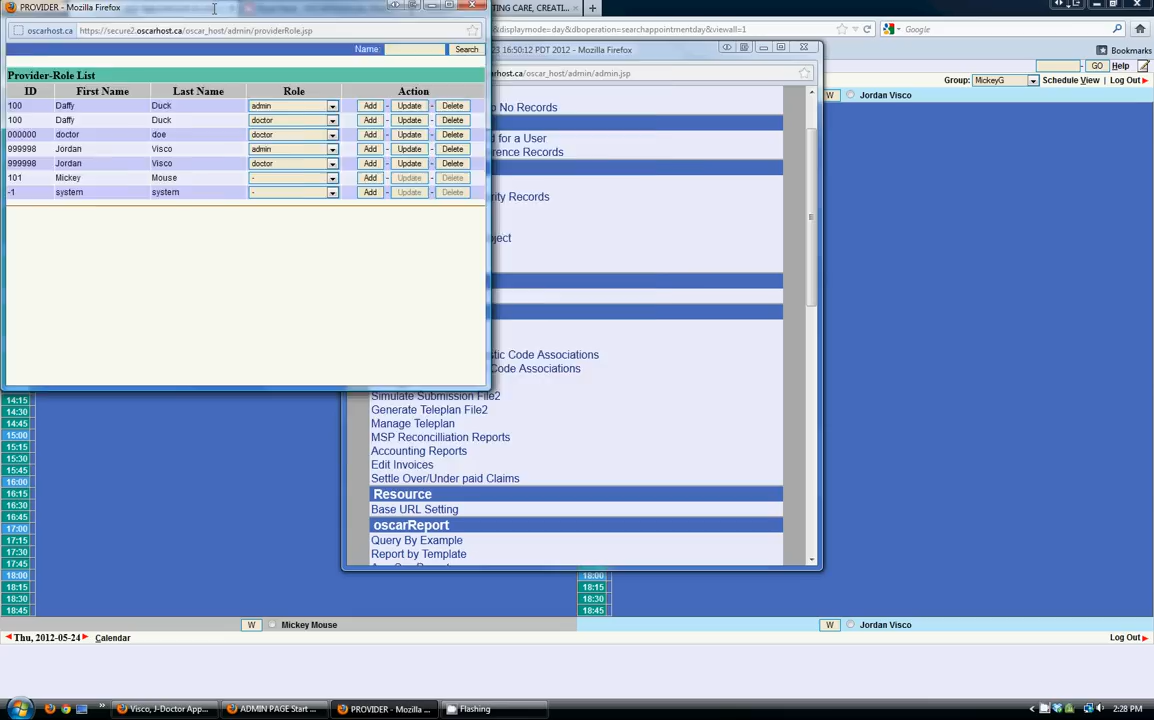 PROVIDER - Mozilla Firefox
TING CARE, CREATI...
oscarhost.ca
https://secure2.oscarhost.ca/oscar_host/admin/providerRole.jsp
&displaymode=day&dboperation=searchappointmentday&viewall=1
Google
Bookmarks
23 16:50:12 PDT 2012 - Mozilla Firefox
ca.ca/oscar_host/admin/admin.jsp
Name:
Search
GO Help
Group: MickeyG Schedule View Log Out
W Jordan Visco
Provider-Role List
ID First Name Last Name Role Action
100 Daffy Duck admin Add - Update - Delete
100 Daffy Duck doctor Add - Update - Delete
000000 doctor doe doctor Add - Update - Delete
999998 Jordan Visco admin Add - Update - Delete
999998 Jordan Visco doctor Add - Update - Delete
101 Mickey Mouse - Add - Update - Delete
-1 system system - Add - Update - Delete
p No Records
d for a User
rence Records
rity Records
oject
tic Code Associations
Code Associations
Simulate Submission File2
Generate Teleplan File2
Manage Teleplan
MSP Reconcilliation Reports
Accounting Reports
Edit Invoices
Settle Over/Under paid Claims
Resource
Base URL Setting
oscarReport
Query By Example
Report by Template
14:15
14:30
14:45
15:00
15:15
15:30
15:45
16:00
16:15
16:30
16:45
17:00
17:15
17:30
17:45
18:00
18:15
18:30
18:45
18:00
18:15
18:30
18:45
W Mickey Mouse
W Jordan Visco
Thu, 2012-05-24 Calendar
Log Out
Visco, J-Doctor App...
ADMIN PAGE Start ...
PROVIDER - Mozilla ...
Flashing
2:28 PM